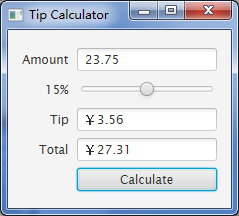 Tip Calculator
Amount 23.75
15%
Tip ￥3.56
Total ￥27.31
Calculate